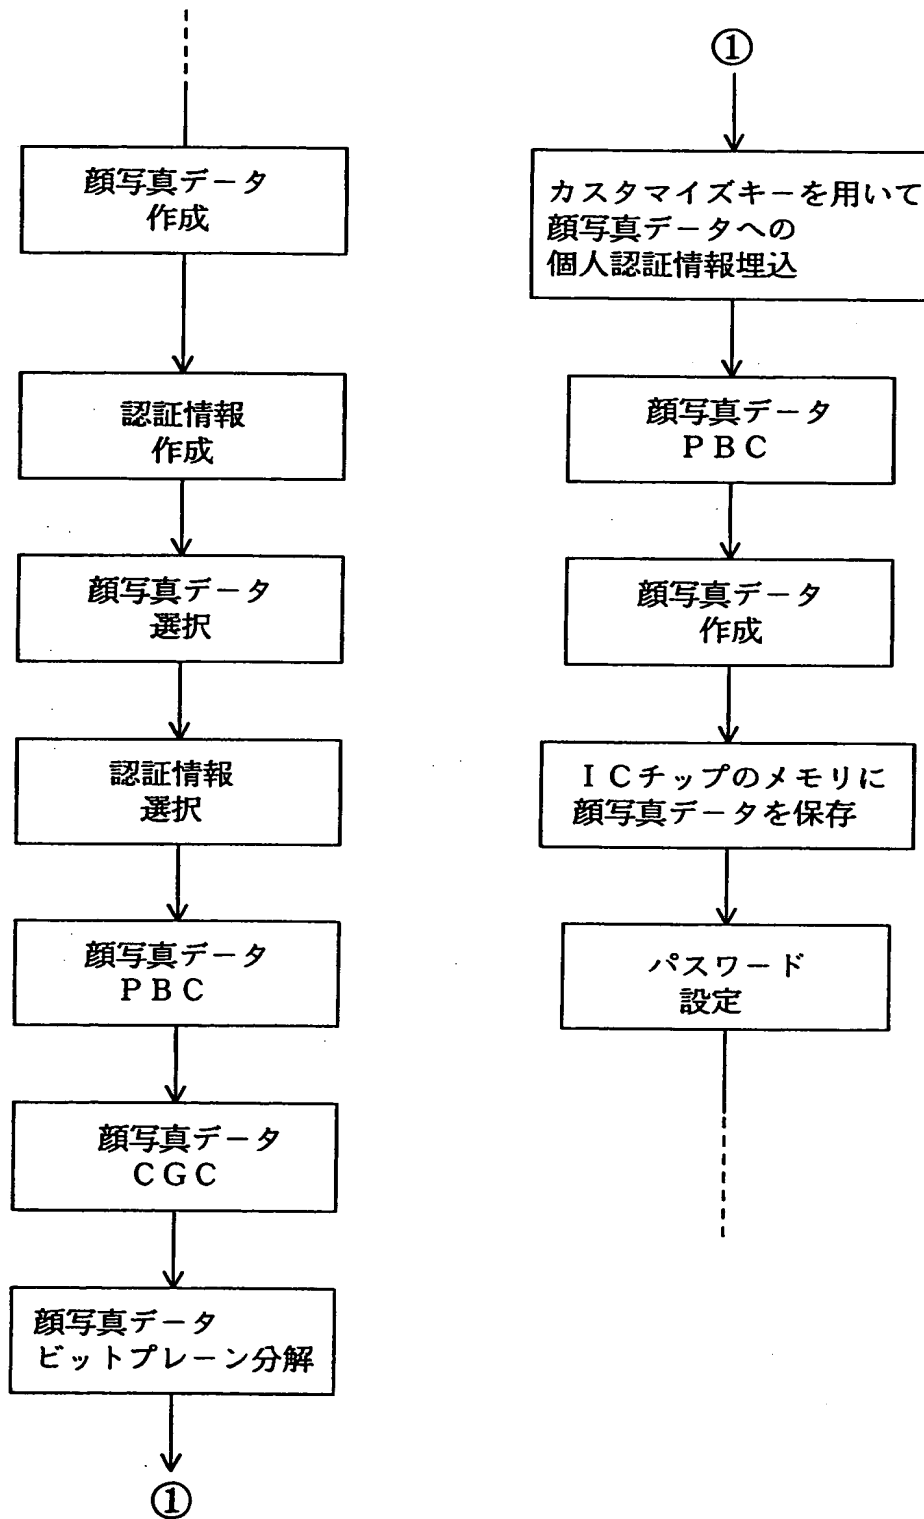 顔写真データ
作成
認証情報
作成
顔写真データ
選択
認証情報
選択
顔写真データ
ＰＢＣ
顔写真データ
ＣＧＣ
顔写真データ
ビットプレーン分解
①
①
カスタマイズキーを用いて
顔写真データへの
個人認証情報埋込
顔写真データ
ＰＢＣ
顔写真データ
作成
ＩＣチップのメモリに
顔写真データを保存
パスワード
設定